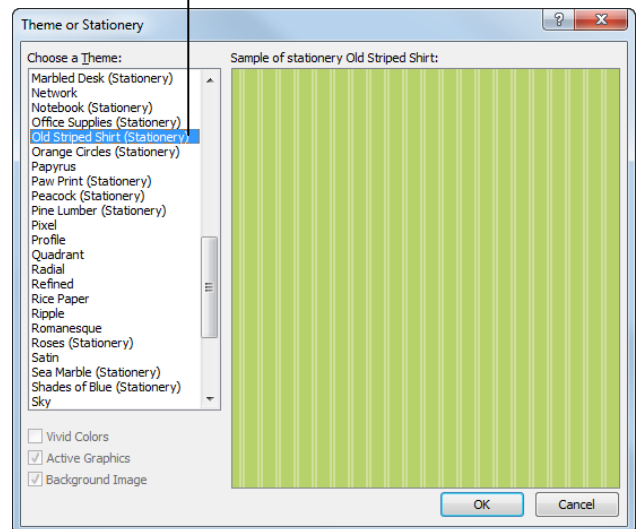 Theme or Stationery
Choose a Theme:
Sample of stationery Old Striped Shirt:
Marbled Desk (Stationery)
Network
Notebook (Stationery)
Office Supplies (Stationery)
Old Striped Shirt (Stationery)
Orange Circles (Stationery)
Papyrus
Paw Print (Stationery)
Peacock (Stationery)
Pine Lumber (Stationery)
Pixel
Profile
Quadrant
Radial
Refined
Rice Paper
Ripple
Romanesque
Roses (Stationery)
Satin
Sea Marble (Stationery)
Shades of Blue (Stationery)
Sky
Vivid Colors
Active Graphics
Background Image
OK
Cancel